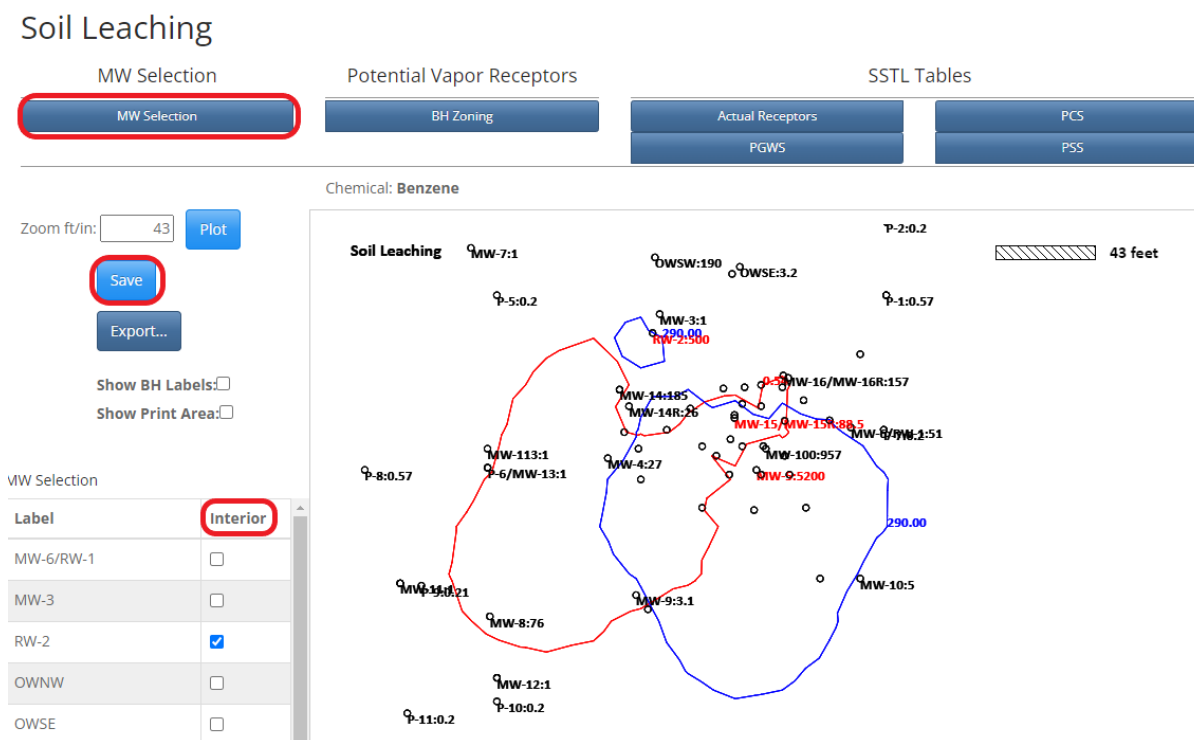 Soil Leaching
MW Selection
Potential Vapor Receptors
SSTL Tables
MW Selection
BH Zoning
Actual Receptors
PCS
PGWS
PSS
Chemical: Benzene
Zoom ft/in: 43 Plot
Save
Export...
Show BH Labels:
Show Print Area:
MW Selection
Label Interior
MW-6/RW-1
MW-3
RW-2
OWNW
OWSE
Soil Leaching
43 feet
P-2:0.2
MW-7:1
OWSW:190
OWSE:3.2
P-5:0.2
P-1:0.57
MW-3:1
290.00
RW-2:500
MW-16/MW-16R:157
MW-14:185
MW-14R:26
MW-15/MW-15R:88.5
MW-113:1
MW-100:957
MW-4:27
P-8:0.57
P-6/MW-13:1
290.00
MW-10:5
MW-9:3.1
MW-8:76
MW-12:1
P-10:0.2
P-11:0.2